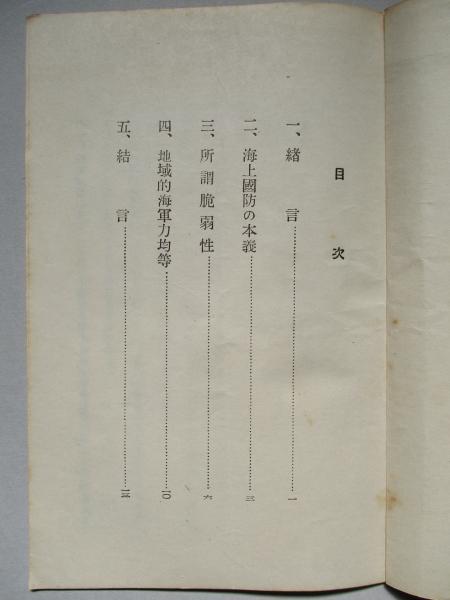 目次
一、緒言…一
二、海上國防の本義…三
三、所謂脆弱性…六
四、地域的海軍力均等…一〇
五、結言…一三